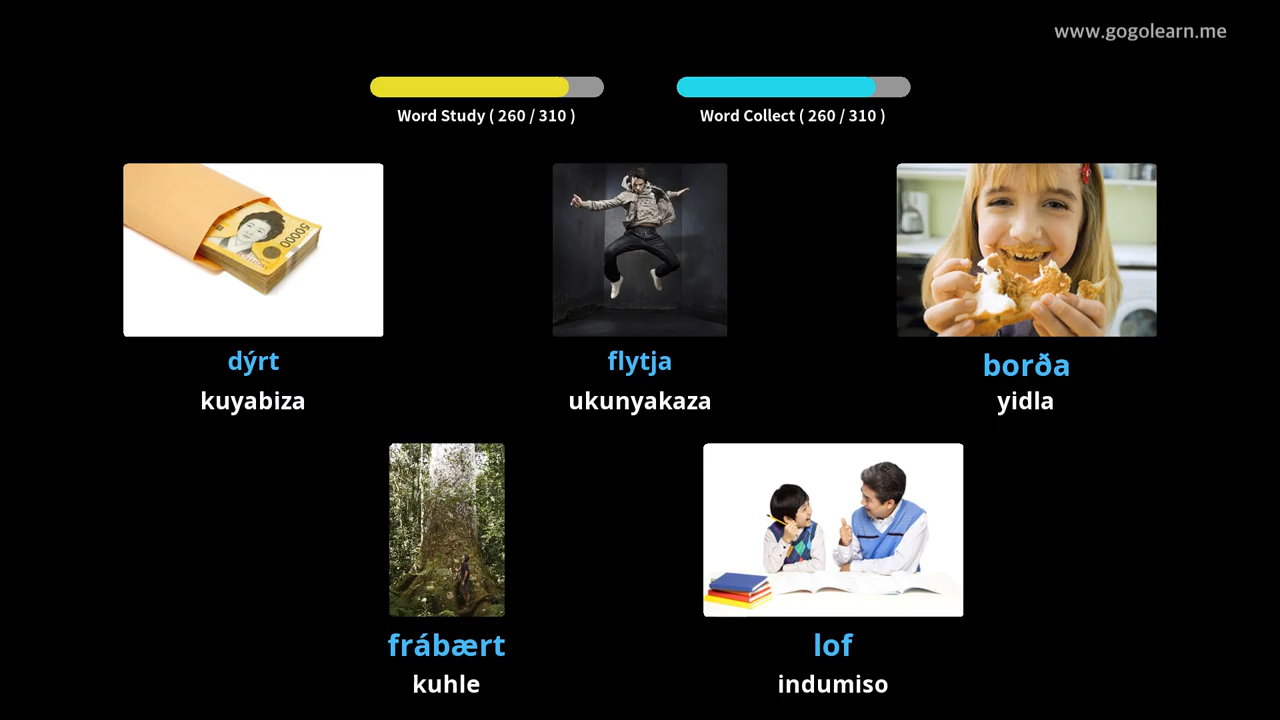 www.gogolearn.me
Word Study ( 260 / 310 )
Word Collect ( 260 / 310 )
50000
dýrt
flytja
borða
kuyabiza
ukunyakaza
yidla
frábært
lof
kuhle
indumiso